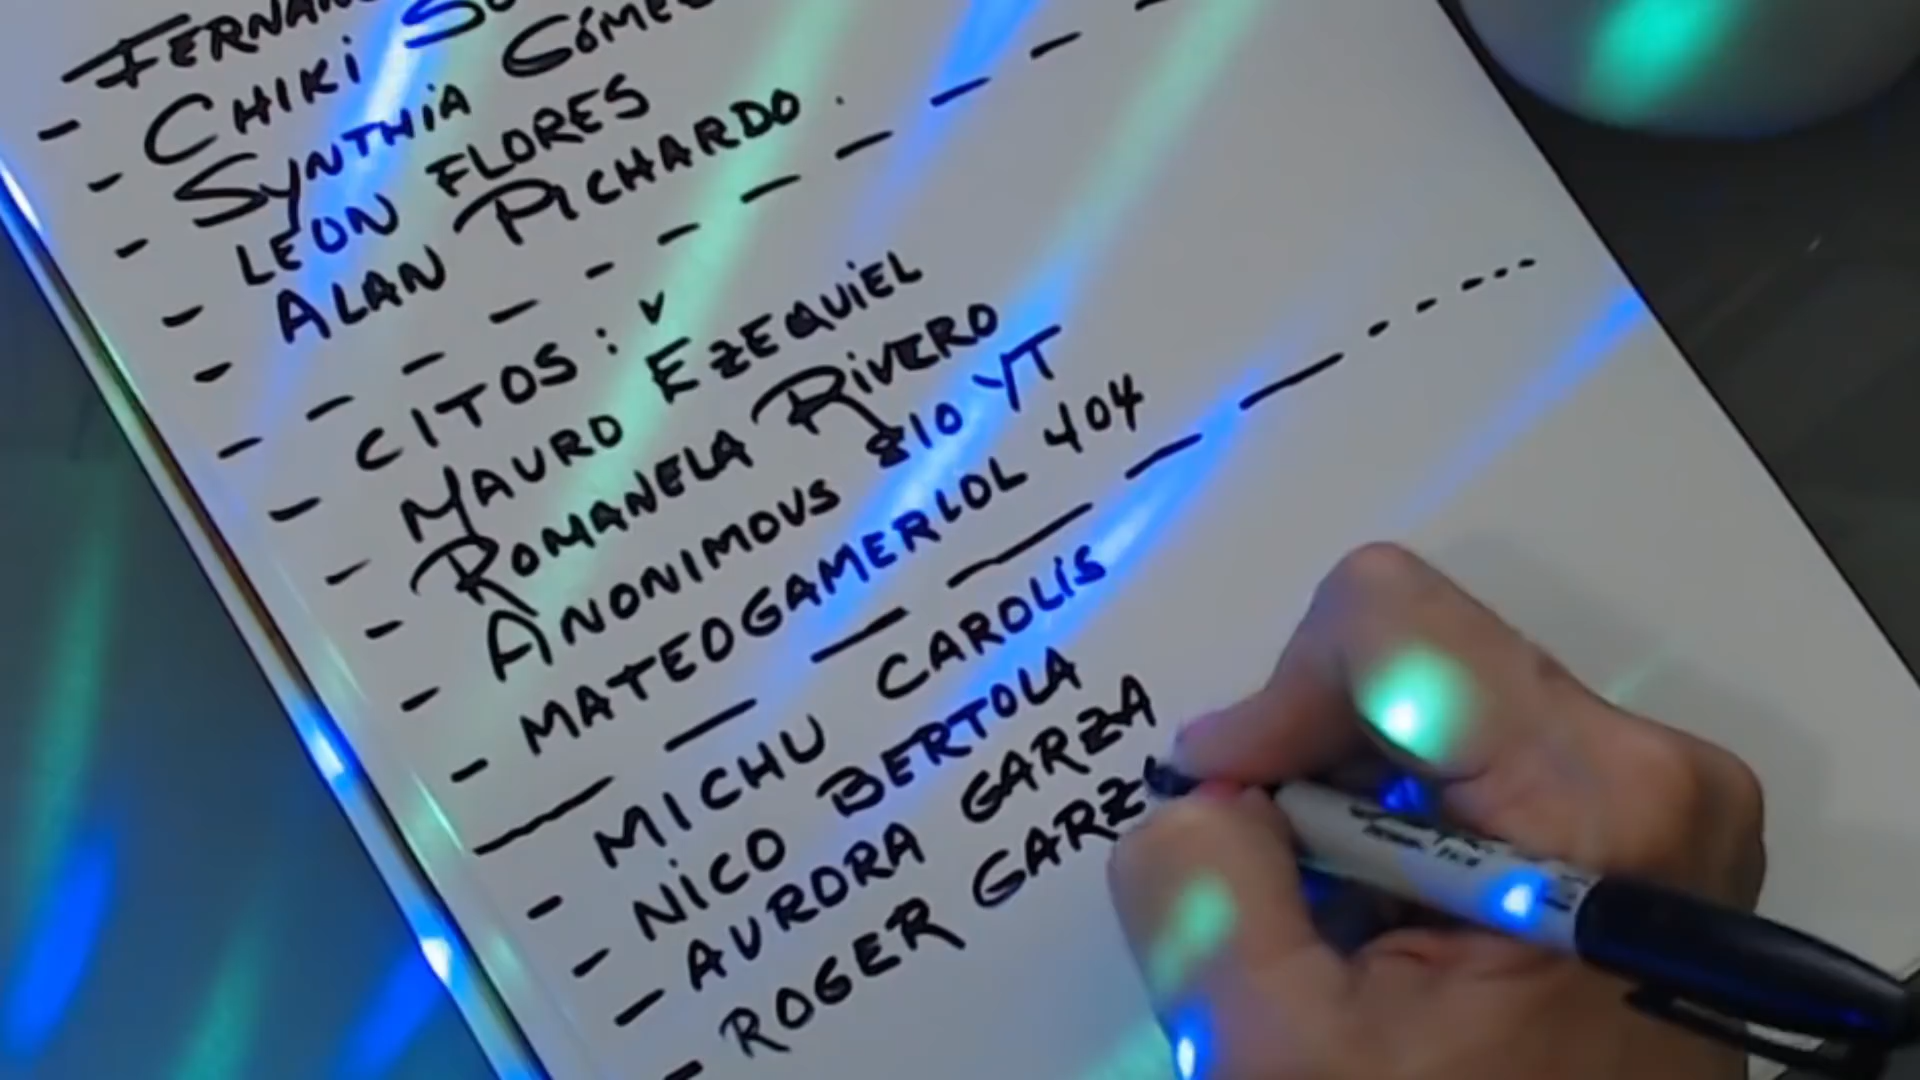 - CHIKI
- SYNTHIA GÓMEZ
- LEON FLORES
- ALAN PICHARDO.
- CITOS :v
- MAURO EZEQUIEL
- ROMANELA RIVERO
- ANONIMOUS 810 YT
- MATEOGAMERLOL 404
- MICHU CAROLIS
- NICO BERTOLA
- AURORA GARZA
- ROGER GARZA